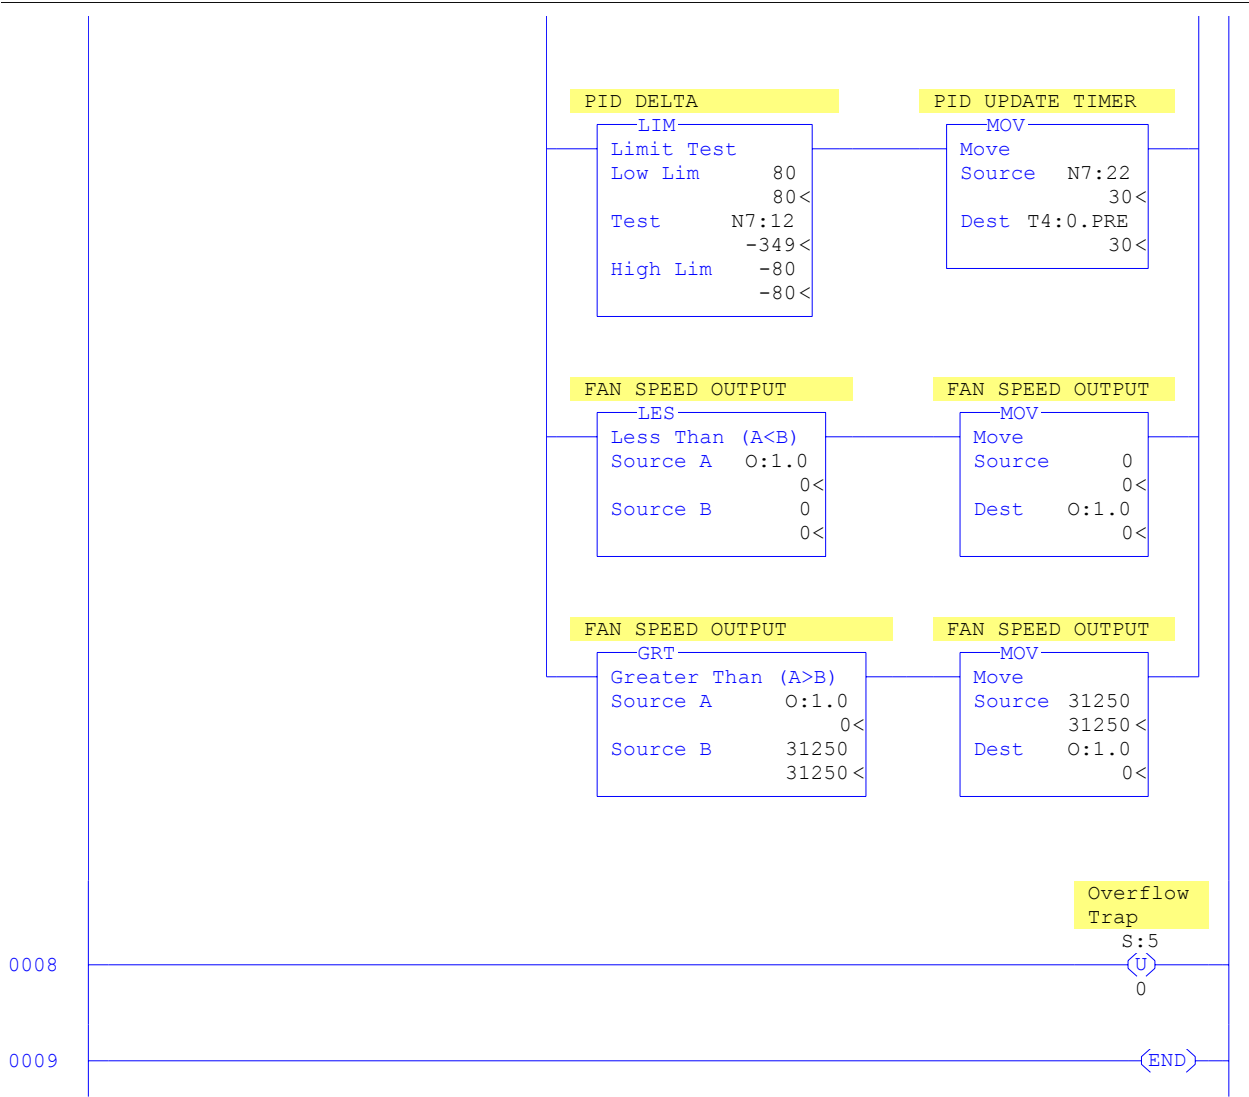 PID DELTA
PID UPDATE TIMER
LIM
Limit Test
Low Lim 80
80<
Test N7:12
-349<
High Lim -80
-80<
MOV
Move
Source N7:22
30<
Dest T4:0.PRE
30<
FAN SPEED OUTPUT
FAN SPEED OUTPUT
LES
Less Than (A<B)
Source A O:1.0
0<
Source B 0
0<
MOV
Move
Source 0
0<
Dest O:1.0
0<
FAN SPEED OUTPUT
FAN SPEED OUTPUT
GRT
Greater Than (A>B)
Source A O:1.0
0<
Source B 31250
31250<
MOV
Move
Source 31250
31250<
Dest O:1.0
0<
Overflow
Trap
S:5
0008
(U)
0
0009
(END)